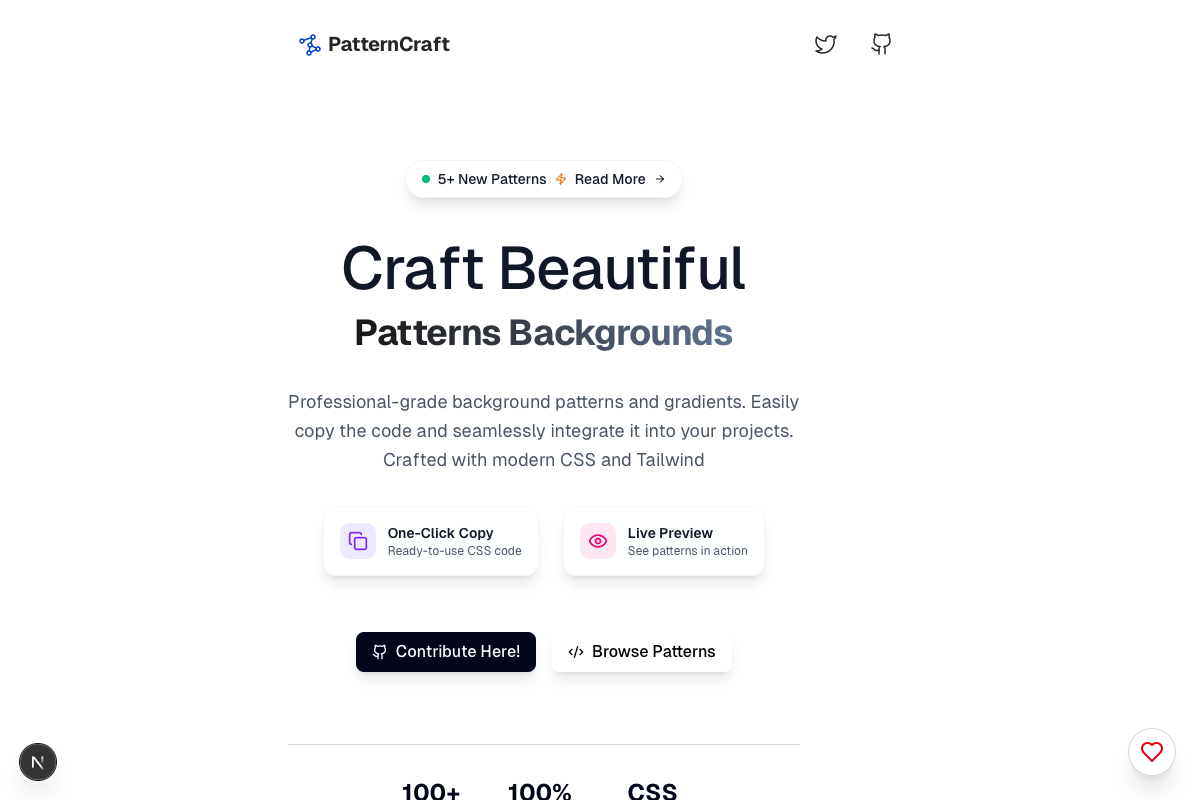 PatternCraft
5+ New Patterns Read More →
Craft Beautiful
Patterns Backgrounds
Professional-grade background patterns and gradients. Easily
copy the code and seamlessly integrate it into your projects.
Crafted with modern CSS and Tailwind
One-Click Copy
Ready-to-use CSS code
Live Preview
See patterns in action
Contribute Here!
Browse Patterns
N
100+ 100% CSS